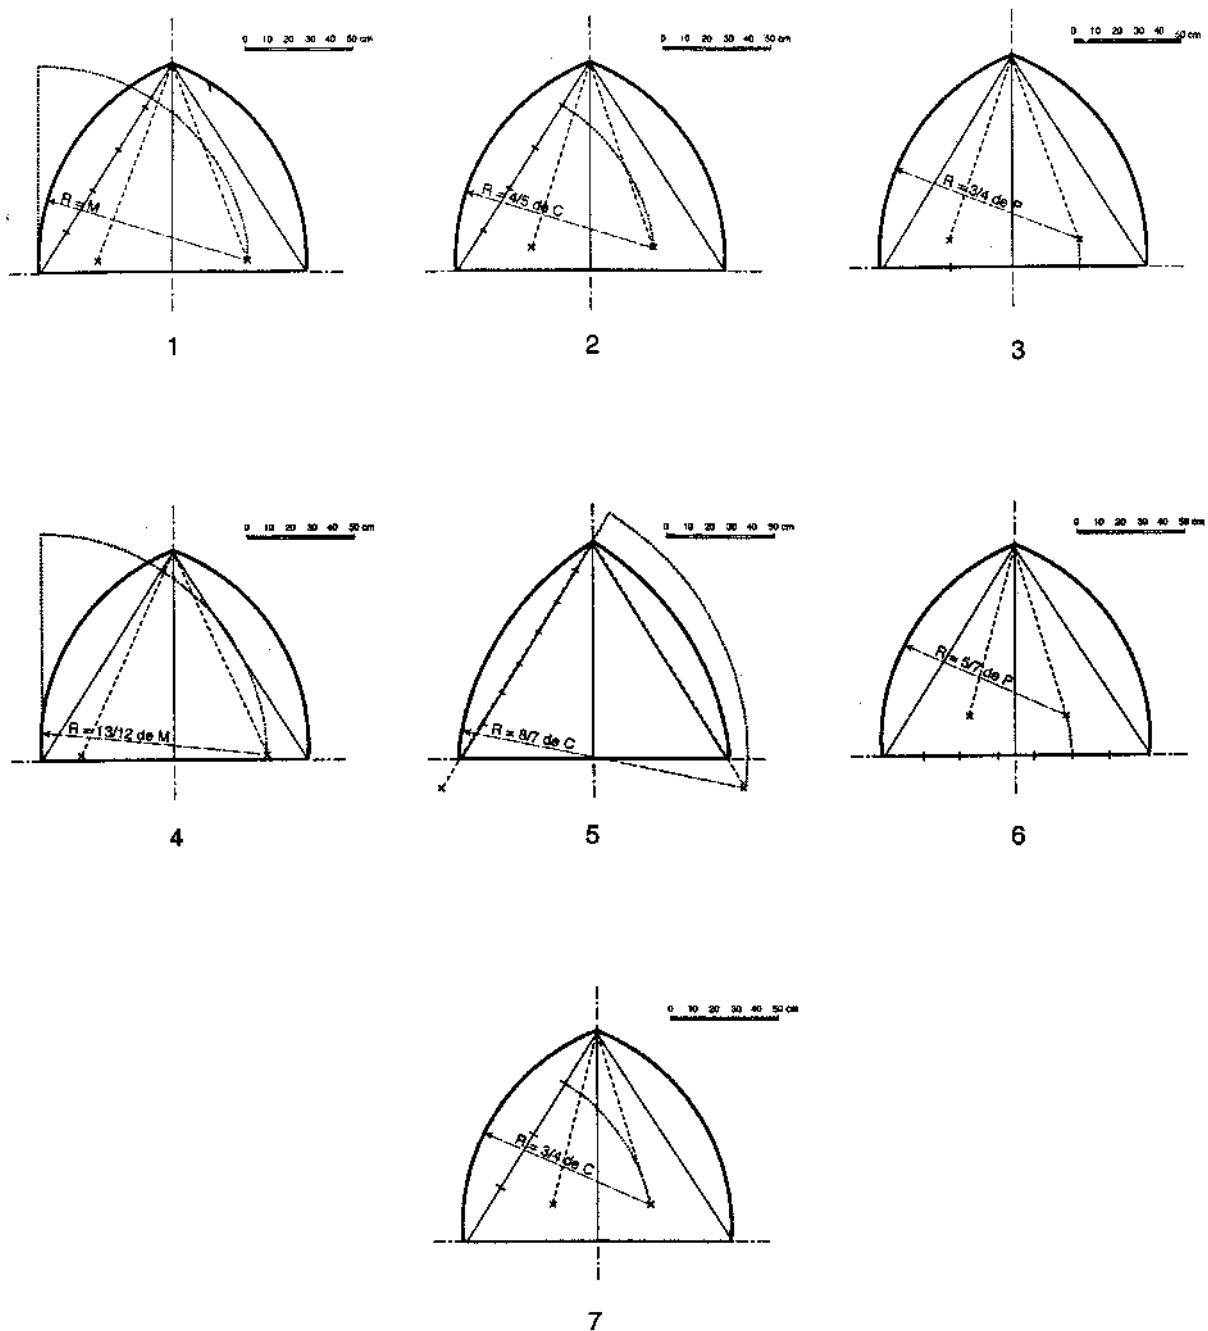 0 10 20 30 40 50 cm
0 10 20 30 40 50 cm
0 10 20 30 40 50 cm
R = M
R = 4/5 de C
R = 3/4 de P
1
2
3
0 10 20 30 40 50 cm
0 10 20 30 40 50 cm
0 10 20 30 40 50 cm
R = 13/12 de M
R = 8/7 de C
R = 5/7 de P
4
5
6
0 10 20 30 40 50 cm
R = 3/4 de C
7